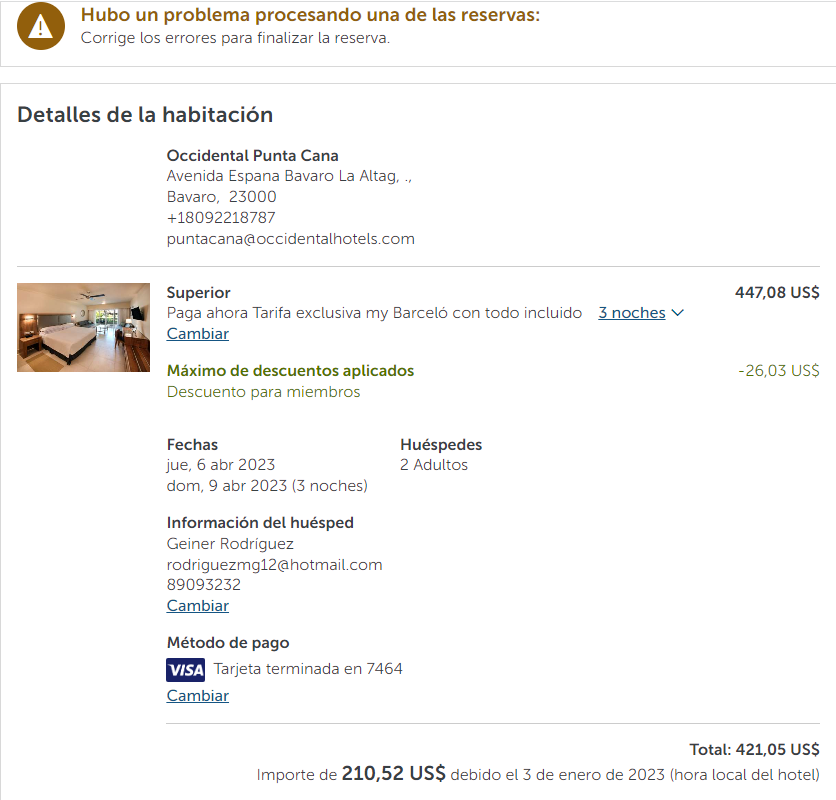 Hubo un problema procesando una de las reservas:
Corrige los errores para finalizar la reserva.
Detalles de la habitación
Occidental Punta Cana
Avenida Espana Bavaro La Altag, .,
Bavaro,  23000
+18092218787
puntacana@occidentalhotels.com
Superior 447,08 US$
Paga ahora Tarifa exclusiva my Barceló con todo incluido 3 noches
Cambiar
Máximo de descuentos aplicados -26,03 US$
Descuento para miembros
Fechas Huéspedes
jue, 6 abr 2023 2 Adultos
dom, 9 abr 2023 (3 noches)
Información del huésped
Geiner Rodríguez
rodriguezmg12@hotmail.com
89093232
Cambiar
Método de pago
VISA Tarjeta terminada en 7464
Cambiar
Total: 421,05 US$
Importe de 210,52 US$ debido el 3 de enero de 2023 (hora local del hotel)